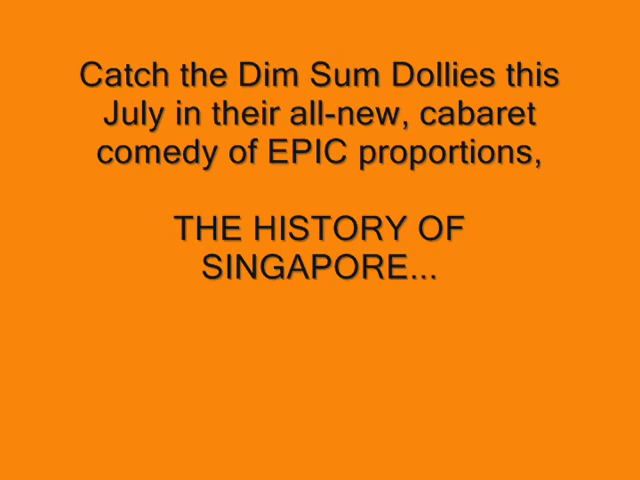 Catch the Dim Sum Dollies this
July in their all-new, cabaret
comedy of EPIC proportions,
THE HISTORY OF
SINGAPORE...